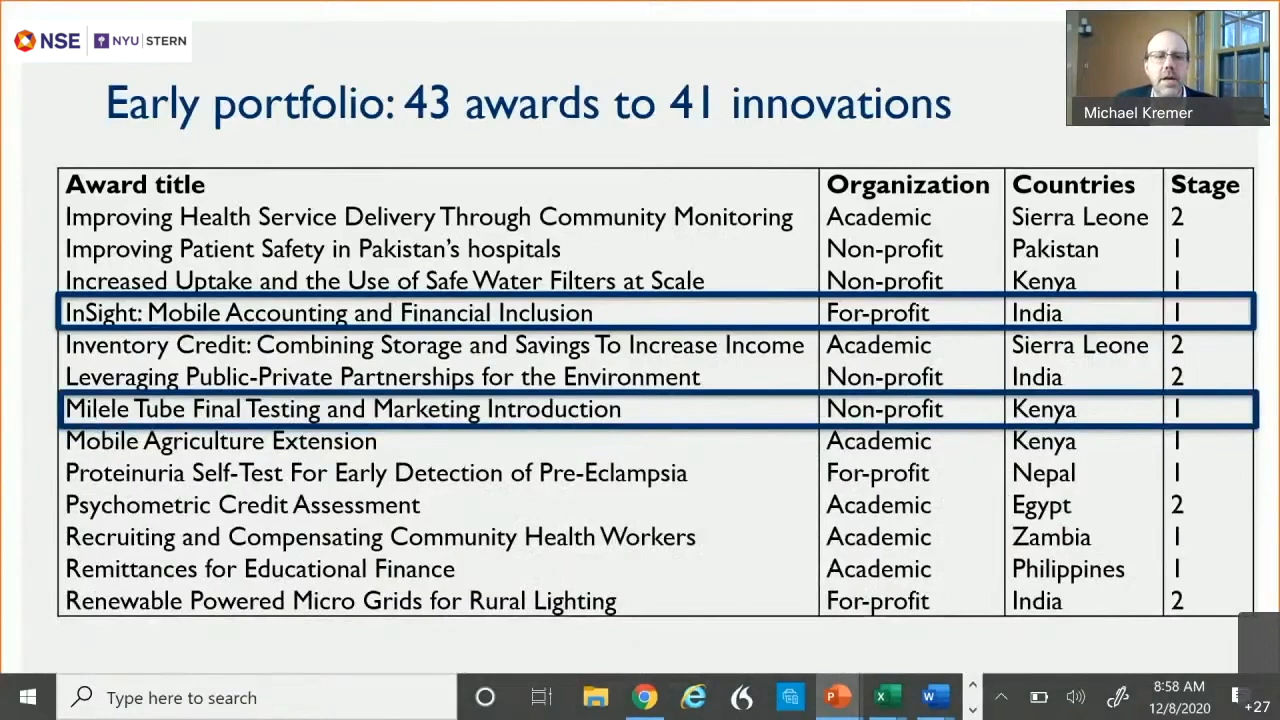 NSE NYU STERN
Early portfolio: 43 awards to 41 innovations
Michael Kremer
Award title Organization Countries Stage
Improving Health Service Delivery Through Community Monitoring Academic Sierra Leone 2
Improving Patient Safety in Pakistan's hospitals Non-profit Pakistan 1
Increased Uptake and the Use of Safe Water Filters at Scale Non-profit Kenya 1
InSight: Mobile Accounting and Financial Inclusion For-profit India 1
Inventory Credit: Combining Storage and Savings To Increase Income Academic Sierra Leone 2
Leveraging Public-Private Partnerships for the Environment Non-profit India 2
Milele Tube Final Testing and Marketing Introduction Non-profit Kenya 1
Mobile Agriculture Extension Academic Kenya 1
Proteinuria Self-Test For Early Detection of Pre-Eclampsia For-profit Nepal 1
Psychometric Credit Assessment Academic Egypt 2
Recruiting and Compensating Community Health Workers Academic Zambia 1
Remittances for Educational Finance Academic Philippines 1
Renewable Powered Micro Grids for Rural Lighting For-profit India 2
Type here to search
8:58 AM
12/8/2020
+27